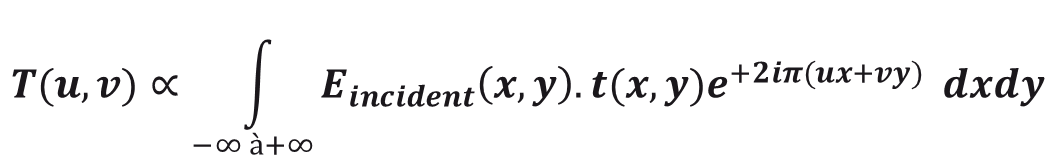 T(u, v) ∝ ∫ E_incident(x, y). t(x, y)e^{+2iπ(ux+vy)} dxdy
−∞ à+∞